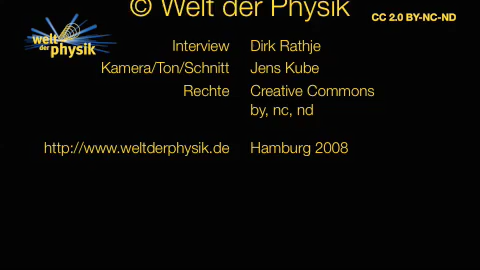 © Welt der Physik
CC 2.0 BY-NC-ND
welt
der physik
Interview Dirk Rathje
Kamera/Ton/Schnitt Jens Kube
Rechte Creative Commons
by, nc, nd
http://www.weltderphysik.de Hamburg 2008